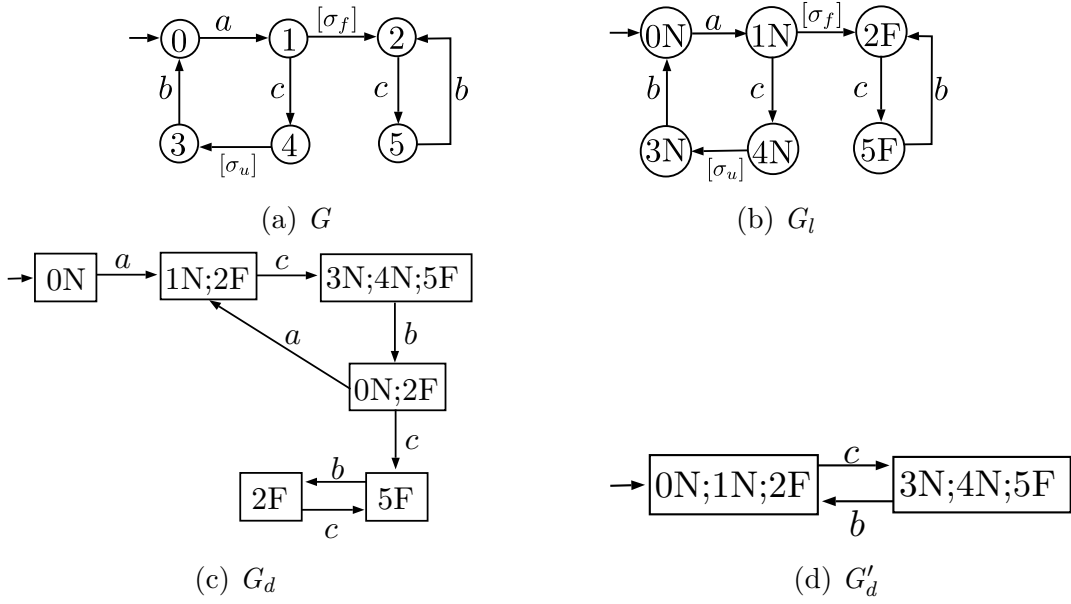 0 a 1 [σ_f] 2
b c c b
3 [σ_u] 4 5
(a) G
0N a 1N [σ_f] 2F
b c c b
3N [σ_u] 4N 5F
(b) G_l
0N a 1N;2F c 3N;4N;5F
a b
0N;2F
c
2F b 5F
c
(c) G_d
0N;1N;2F c 3N;4N;5F
b
(d) G'_d